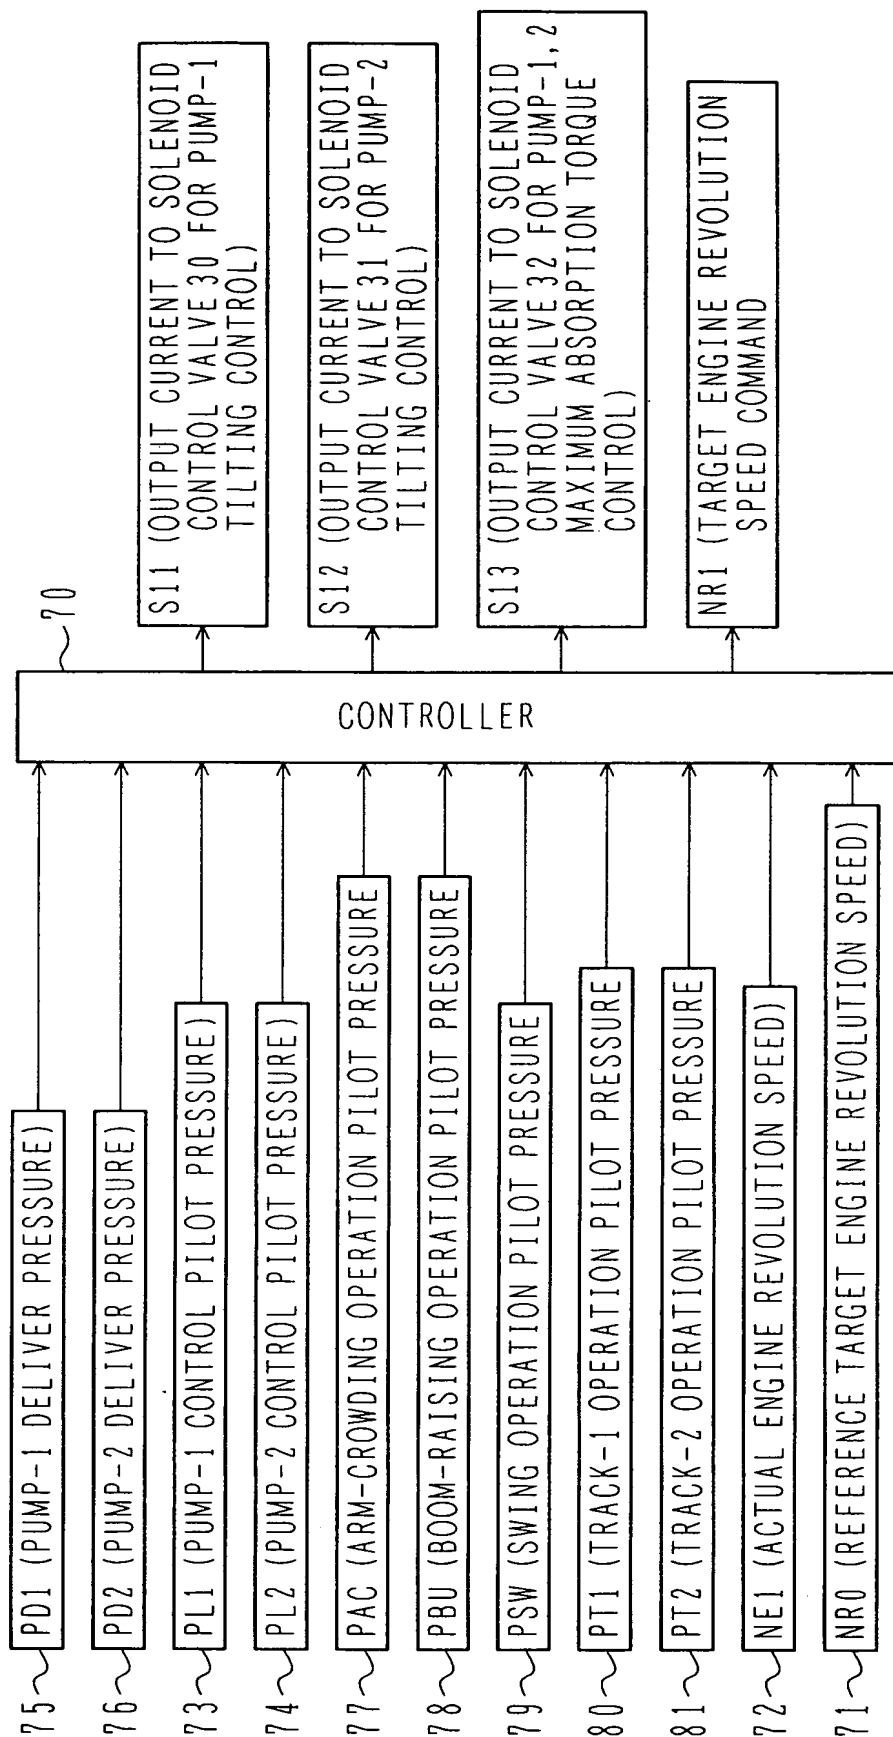 75 PD1 (PUMP-1 DELIVER PRESSURE)
76 PD2 (PUMP-2 DELIVER PRESSURE)
73 PL1 (PUMP-1 CONTROL PILOT PRESSURE)
74 PL2 (PUMP-2 CONTROL PILOT PRESSURE)
77 PAC (ARM-CROWDING OPERATION PILOT PRESSURE
78 PBU (BOOM-RAISING OPERATION PILOT PRESSURE
79 PSW (SWING OPERATION PILOT PRESSURE
80 PT1 (TRACK-1 OPERATION PILOT PRESSURE
81 PT2 (TRACK-2 OPERATION PILOT PRESSURE
72 NE1 (ACTUAL ENGINE REVOLUTION SPEED)
71 NR0 (REFERENCE TARGET ENGINE REVOLUTION SPEED)
70
CONTROLLER
S11 (OUTPUT CURRENT TO SOLENOID
CONTROL VALVE 30 FOR PUMP-1
TILTING CONTROL)
S12 (OUTPUT CURRENT TO SOLENOID
CONTROL VALVE 31 FOR PUMP-2
TILTING CONTROL)
S13 (OUTPUT CURRENT TO SOLENOID
CONTROL VALVE 32 FOR PUMP-1, 2
MAXIMUM ABSORPTION TORQUE
CONTROL)
NR1 (TARGET ENGINE REVOLUTION
SPEED COMMAND